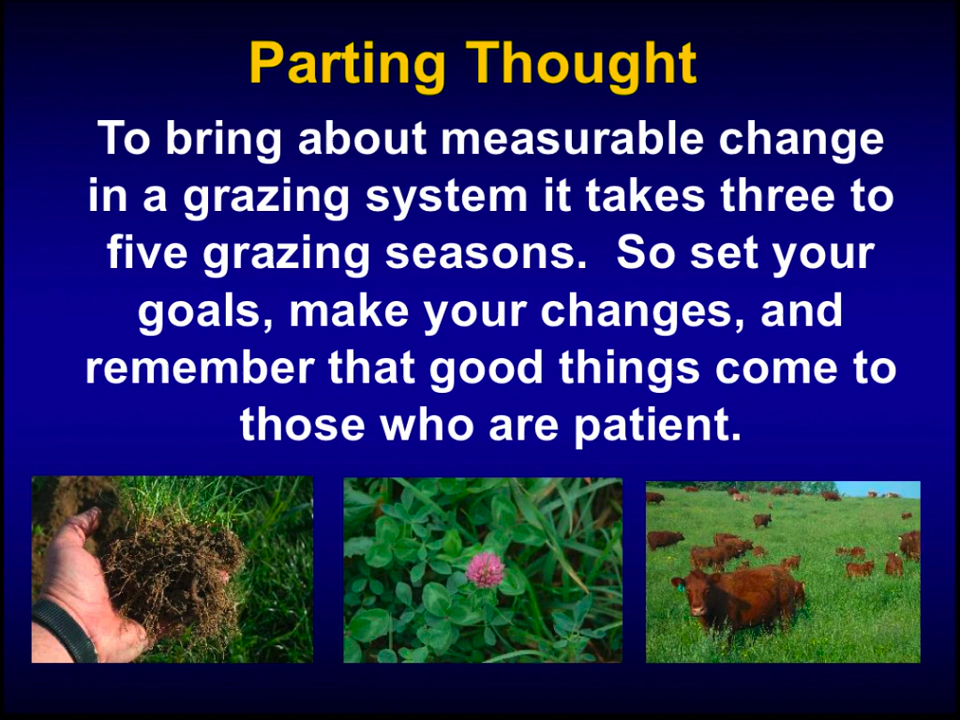 Parting Thought
To bring about measurable change
in a grazing system it takes three to
five grazing seasons.  So set your
goals, make your changes, and
remember that good things come to
those who are patient.